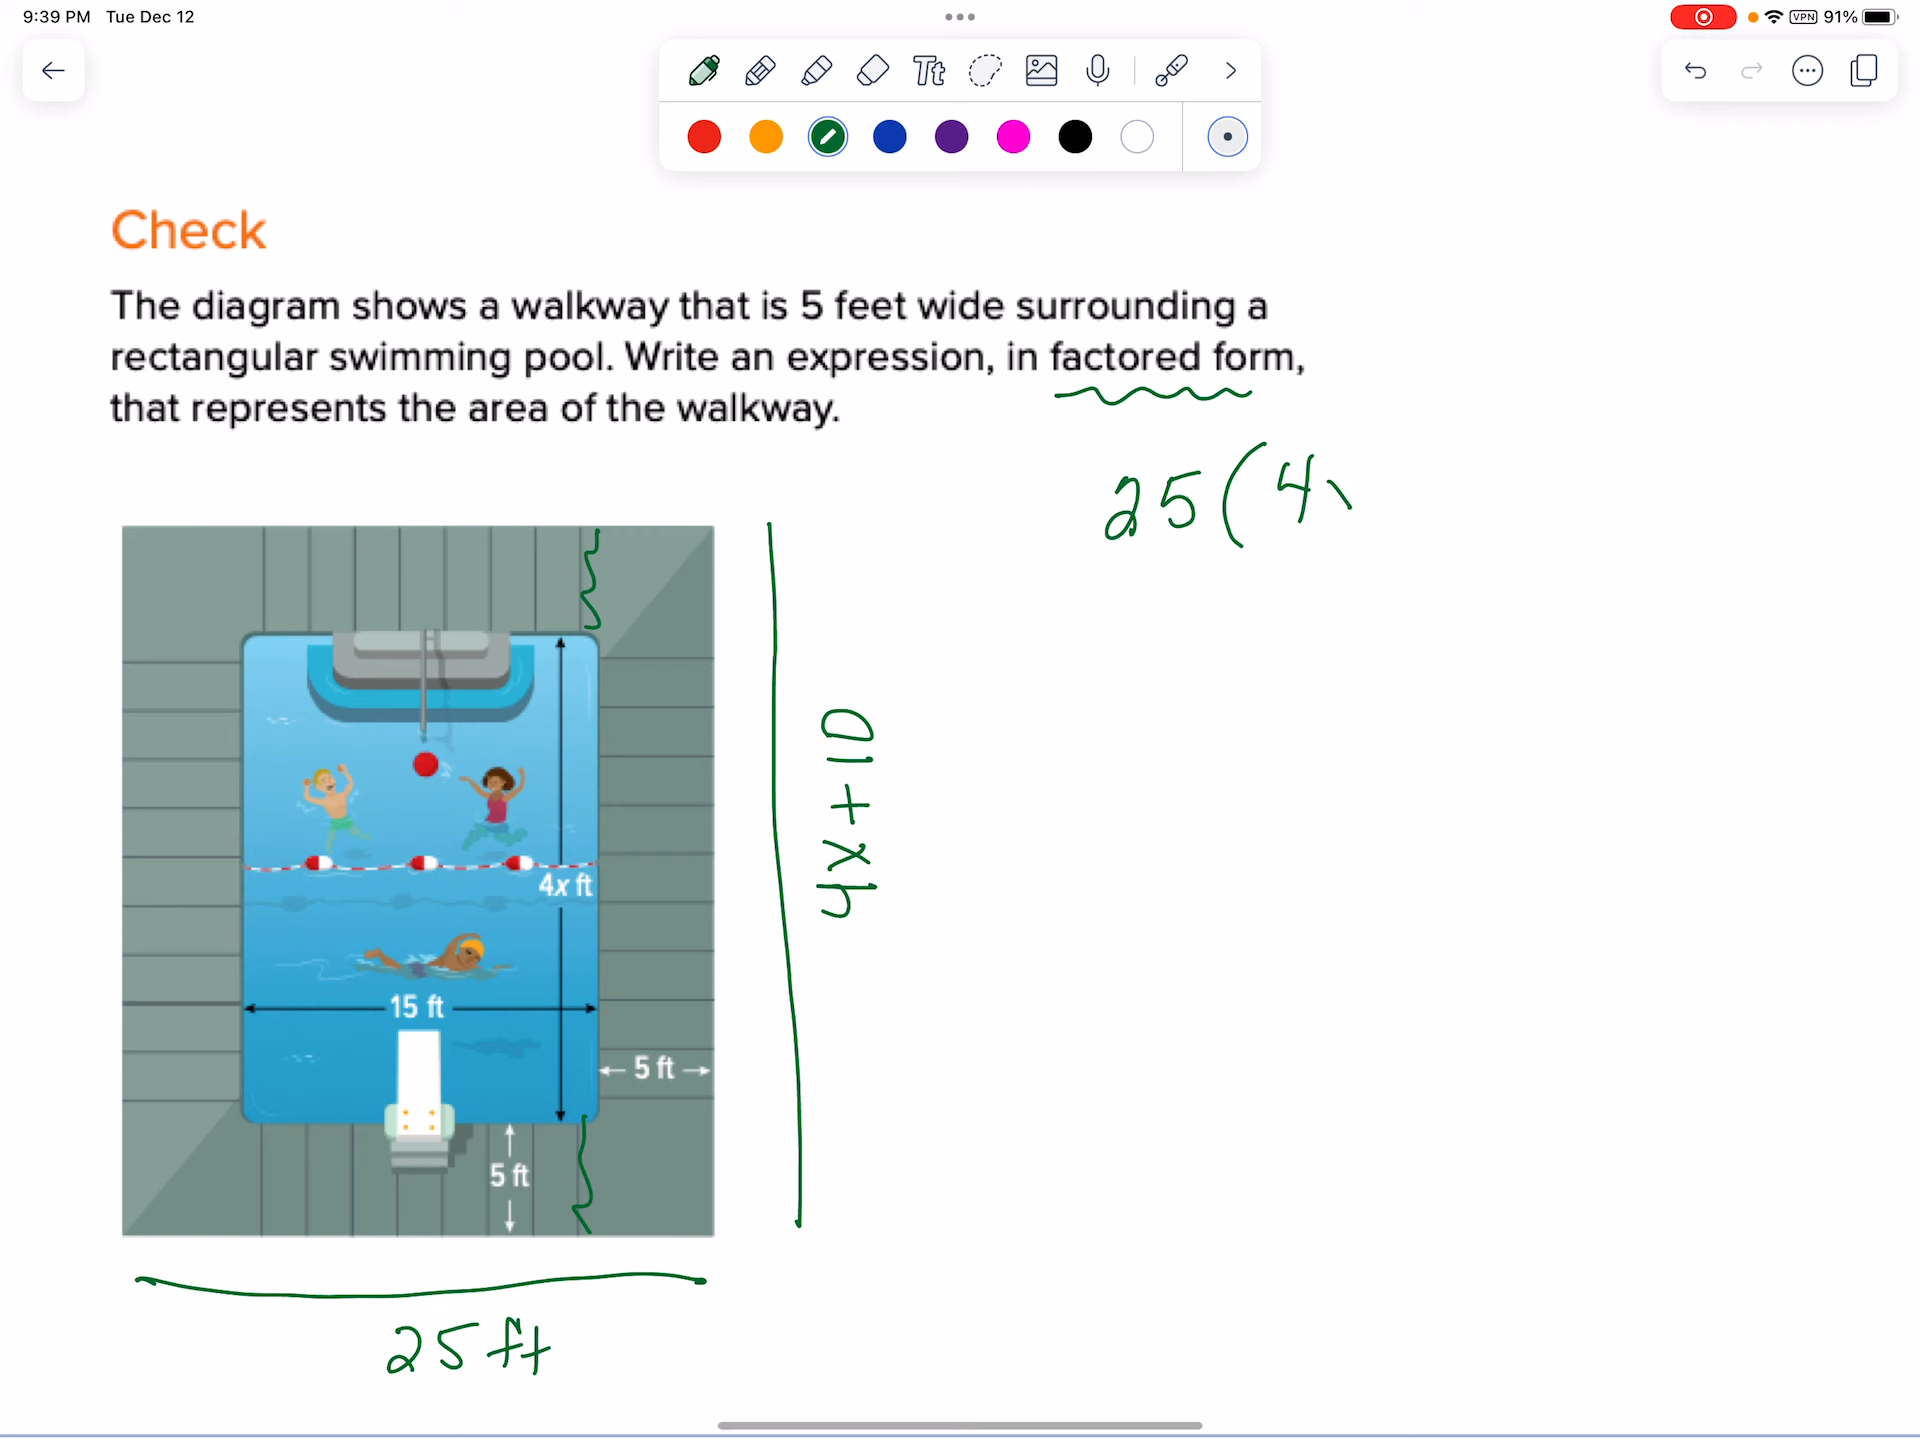 9:39 PM Tue Dec 12
VPN 91%
Tt
Check
The diagram shows a walkway that is 5 feet wide surrounding a
rectangular swimming pool. Write an expression, in factored form,
that represents the area of the walkway.
25(4
4x+10
4x ft
15 ft
5 ft
5 ft
25 ft